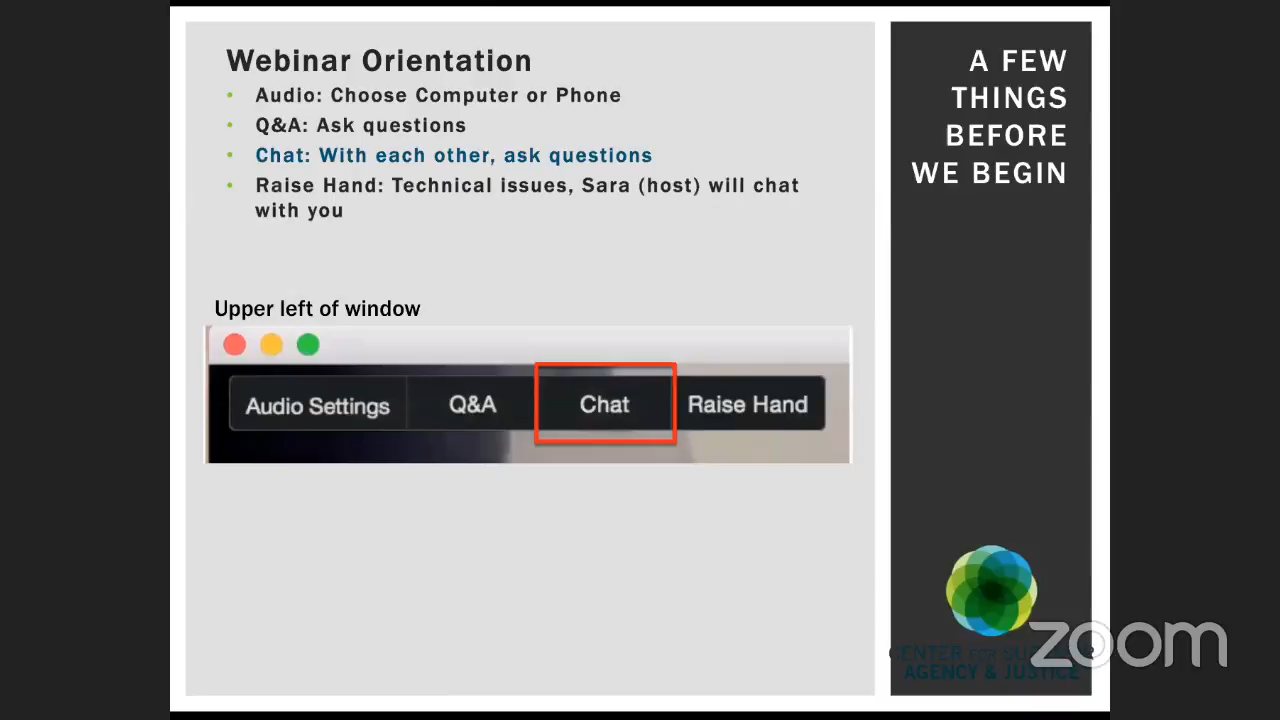 Webinar Orientation
• Audio: Choose Computer or Phone
• Q&A: Ask questions
• Chat: With each other, ask questions
• Raise Hand: Technical issues, Sara (host) will chat
with you
Upper left of window
Audio Settings Q&A Chat Raise Hand
A FEW
THINGS
BEFORE
WE BEGIN
CENTER FOR
AGENCY & JUSTICE
zoom